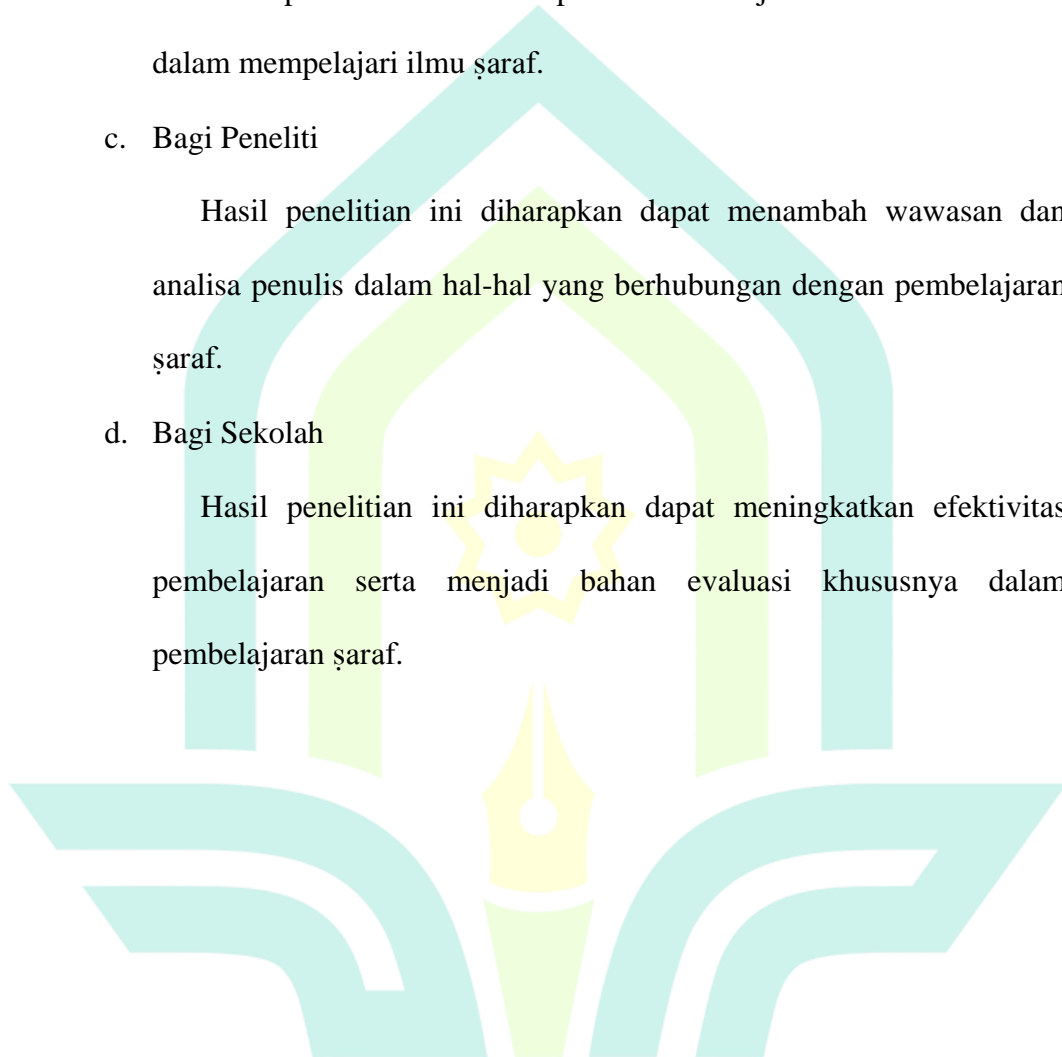 dalam mempelajari ilmu ṣaraf.
c. Bagi Peneliti
Hasil penelitian ini diharapkan dapat menambah wawasan dan
analisa penulis dalam hal-hal yang berhubungan dengan pembelajaran
ṣaraf.
d. Bagi Sekolah
Hasil penelitian ini diharapkan dapat meningkatkan efektivitas
pembelajaran serta menjadi bahan evaluasi khususnya dalam
pembelajaran ṣaraf.